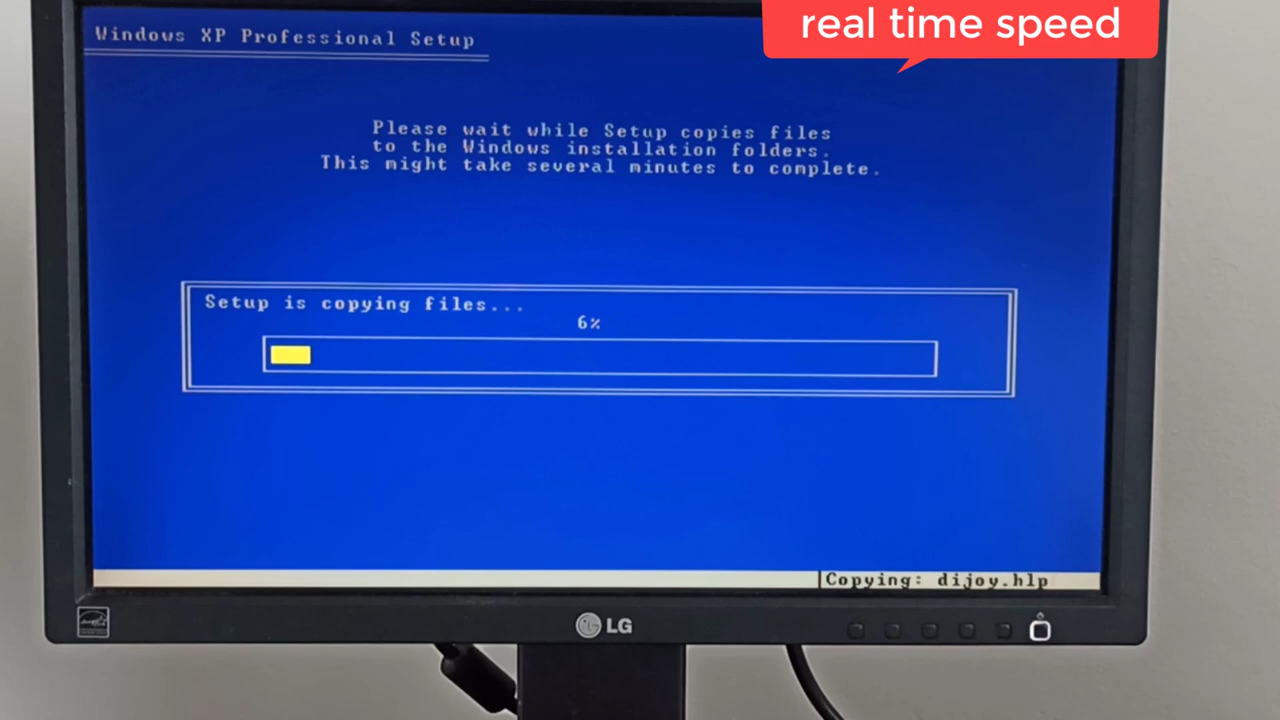 real time speed
Windows XP Professional Setup
Please wait while Setup copies files
to the Windows installation folders.
This might take several minutes to complete.
Setup is copying files...
6%
Copying: dijoy.hlp
LG